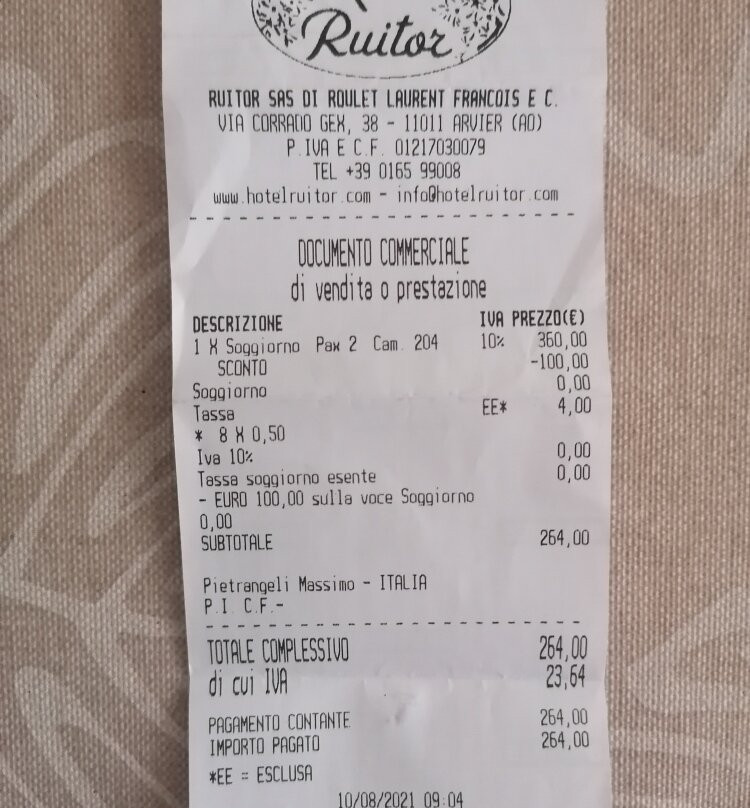 Ruitor
RUITOR SAS DI ROULET LAURENT FRANCOIS E C.
VIA CORRADO GEX, 38 - 11011 ARVIER (AO)
P.IVA E C.F. 01217030079
TEL +39 0165 99008
www.hotelruitor.com - info@hotelruitor.com
DOCUMENTO COMMERCIALE
di vendita o prestazione
DESCRIZIONE IVA PREZZO(€)
1 X Soggiorno Pax 2 Cam. 204 10% 360,00
SCONTO -100,00
Soggiorno 0,00
Tassa EE* 4,00
* 8 X 0,50
Iva 10% 0,00
Tassa soggiorno esente 0,00
- EURO 100,00 sulla voce Soggiorno
0,00
SUBTOTALE 264,00
Pietrangeli Massimo - ITALIA
P.I. C.F.-
TOTALE COMPLESSIVO 264,00
di cui IVA 23,64
PAGAMENTO CONTANTE 264,00
IMPORTO PAGATO 264,00
*EE = ESCLUSA
10/08/2021 09:04